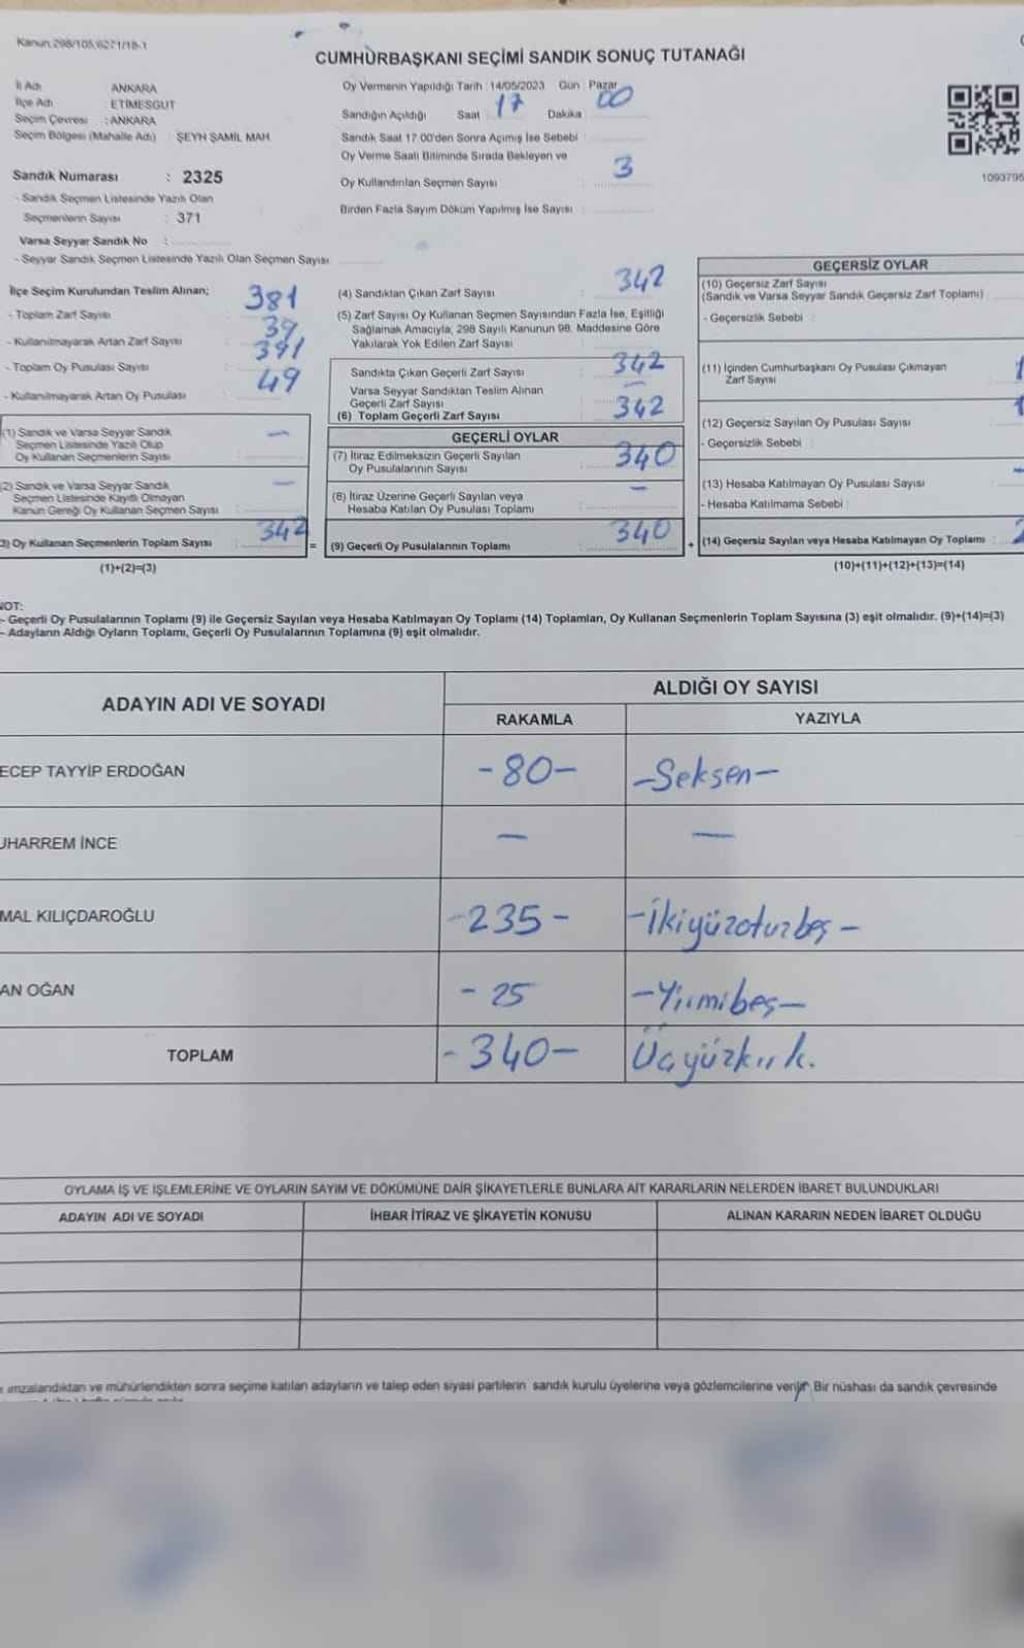 Kanun 298/105,6271/18-1
CUMHURBAŞKANI SEÇİMİ SANDIK SONUÇ TUTANAĞI
İl Adı ANKARA
İlçe Adı ETİMESGUT
Seçim Çevresi : ANKARA
Seçim Bölgesi (Mahalle Adı) ŞEYH ŞAMİL MAH
Sandık Numarası : 2325
- Sandık Seçmen Listesinde Yazılı Olan
Seçmenlerin Sayısı : 371
Varsa Seyyar Sandık No :
- Seyyar Sandık Seçmen Listesinde Yazılı Olan Seçmen Sayısı
Oy Vermenin Yapıldığı Tarih : 14/05/2023 Gün : Pazar
Sandığın Açıldığı Saat 17 Dakika 00
Sandık Saat 17:00'den Sonra Açımış İse Sebebi
Oy Verme Saati Bitiminde Sırada Bekleyen ve
Oy Kullandırılan Seçmen Sayısı : 3
Birden Fazla Sayım Döküm Yapılmış İse Sayısı :
1093796
İlçe Seçim Kurulundan Teslim Alınan;
- Toplam Zarf Sayısı 381
- Kullanılmayarak Artan Zarf Sayısı 39
- Toplam Oy Pusulası Sayısı 391
- Kullanılmayarak Artan Oy Pusulası 49
(1) Sandık ve Varsa Seyyar Sandık
Seçmen Listesinde Yazılı Olup
Oy Kullanan Seçmenlerin Sayısı —
(2) Sandık ve Varsa Seyyar Sandık
Seçmen Listesinde Kayıtlı Olmayan
Kanun Gereği Oy Kullanan Seçmen Sayısı —
3) Oy Kullanan Seçmenlerin Toplam Sayısı 342
(1)+(2)=(3)
(4) Sandıktan Çıkan Zarf Sayısı : 342
(5) Zarf Sayısı Oy Kullanan Seçmen Sayısından Fazla İse, Eşitliği
Sağlamak Amacıyla, 298 Sayılı Kanunun 98. Maddesine Göre
Yakılarak Yok Edilen Zarf Sayısı
Sandıkta Çıkan Geçerli Zarf Sayısı : 342
Varsa Seyyar Sandıktan Teslim Alınan
Geçerli Zarf Sayısı —
(6) Toplam Geçerli Zarf Sayısı 342
GEÇERLİ OYLAR
(7) İtiraz Edilmeksizin Geçerli Sayılan
Oy Pusulalarının Sayısı 340
(8) İtiraz Üzerine Geçerli Sayılan veya
Hesaba Katılan Oy Pusulası Toplamı —
= (9) Geçerli Oy Pusulalarının Toplamı 340
GEÇERSİZ OYLAR
(10) Geçersiz Zarf Sayısı
(Sandık ve Varsa Seyyar Sandık Geçersiz Zarf Toplamı)
- Geçersizlik Sebebi :
(11) İçinden Cumhurbaşkanı Oy Pusulası Çıkmayan
Zarf Sayısı 1
(12) Geçersiz Sayılan Oy Pusulası Sayısı 1
- Geçersizlik Sebebi :
(13) Hesaba Katılmayan Oy Pusulası Sayısı —
- Hesaba Katılmama Sebebi :
+ (14) Geçersiz Sayılan veya Hesaba Katılmayan Oy Toplamı : 2
(10)+(11)+(12)+(13)=(14)
NOT:
- Geçerli Oy Pusulalarının Toplamı (9) ile Geçersiz Sayılan veya Hesaba Katılmayan Oy Toplamı (14) Toplamları, Oy Kullanan Seçmenlerin Toplam Sayısına (3) eşit olmalıdır. (9)+(14)=(3)
- Adayların Aldığı Oyların Toplamı, Geçerli Oy Pusulalarının Toplamına (9) eşit olmalıdır.
ADAYIN ADI VE SOYADI ALDIĞI OY SAYISI
RAKAMLA YAZIYLA
ECEP TAYYİP ERDOĞAN -80- -Seksen-
UHARREM İNCE — —
MAL KILIÇDAROĞLU -235- -İkiyüzotuzbeş-
AN OĞAN - 25 -Yirmibeş-
TOPLAM -340- Üçyüzkırk.
OYLAMA İŞ VE İŞLEMLERİNE VE OYLARIN SAYIM VE DÖKÜMÜNE DAİR ŞİKAYETLERLE BUNLARA AİT KARARLARIN NELERDEN İBARET BULUNDUKLARI
ADAYIN ADI VE SOYADI İHBAR İTİRAZ VE ŞİKAYETİN KONUSU ALINAN KARARIN NEDEN İBARET OLDUĞU
imzalandıktan ve mühürlendikten sonra seçime katılan adayların ve talep eden siyasi partilerin sandık kurulu üyelerine veya gözlemcilerine verilir. Bir nüshası da sandık çevresinde